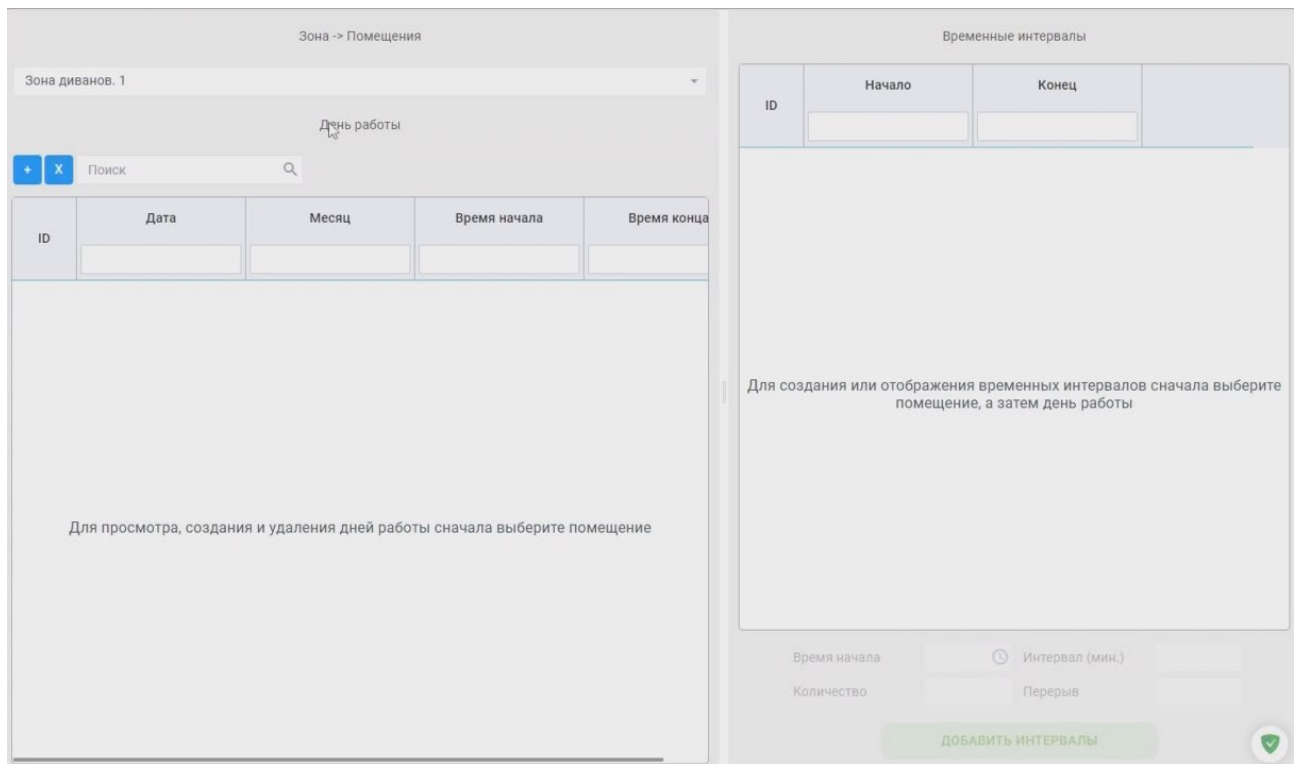 Зона -> Помещения
Зона диванов. 1
День работы
+ X Поиск
ID Дата Месяц Время начала Время конца
Для просмотра, создания и удаления дней работы сначала выберите помещение
Временные интервалы
ID Начало Конец
Для создания или отображения временных интервалов сначала выберите
помещение, а затем день работы
Время начала Интервал (мин.)
Количество Перерыв
ДОБАВИТЬ ИНТЕРВАЛЫ